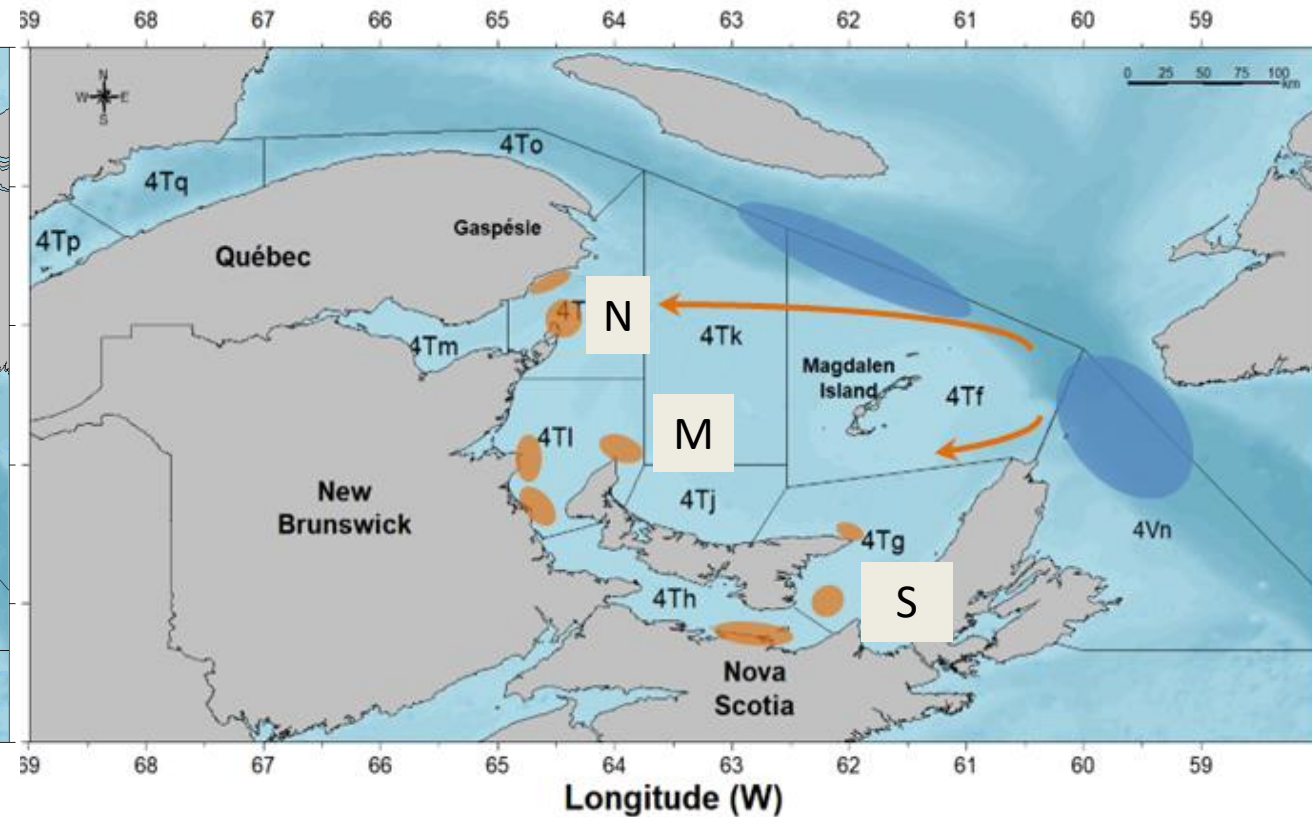 69 68 67 66 65 64 63 62 61 60 59
N
W E
S
0 25 50 75 100
km
4To
4Tq
4Tp
Gaspésie
Québec
4T
N
4Tm
4Tk
Magdalen
Island
4Tf
M
4Tl
4Tj
New
Brunswick
4Vn
4Tg
4Th
S
Nova
Scotia
69 68 67 66 65 64 63 62 61 60 59
Longitude (W)